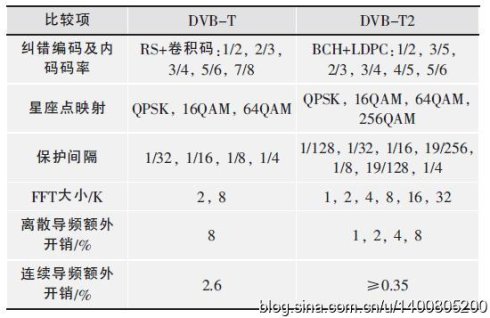 比较项 DVB-T DVB-T2
纠错编码及内 RS+卷积码:1/2, 2/3, BCH+LDPC:1/2, 3/5,
码码率 3/4, 5/6, 7/8 2/3, 3/4, 4/5, 5/6
星座点映射 QPSK, 16QAM, 64QAM QPSK, 16QAM, 64QAM,
256QAM
保护间隔 1/32, 1/16, 1/8, 1/4 1/128, 1/32, 1/16, 19/256,
1/8, 19/128, 1/4
FFT大小/K 2, 8 1, 2, 4, 8, 16, 32
离散导频额外 8 1, 2, 4, 8
开销/%
连续导频额外 2.6 ≥0.35
开销/%
blog.sina.com.cn/u/1400805200